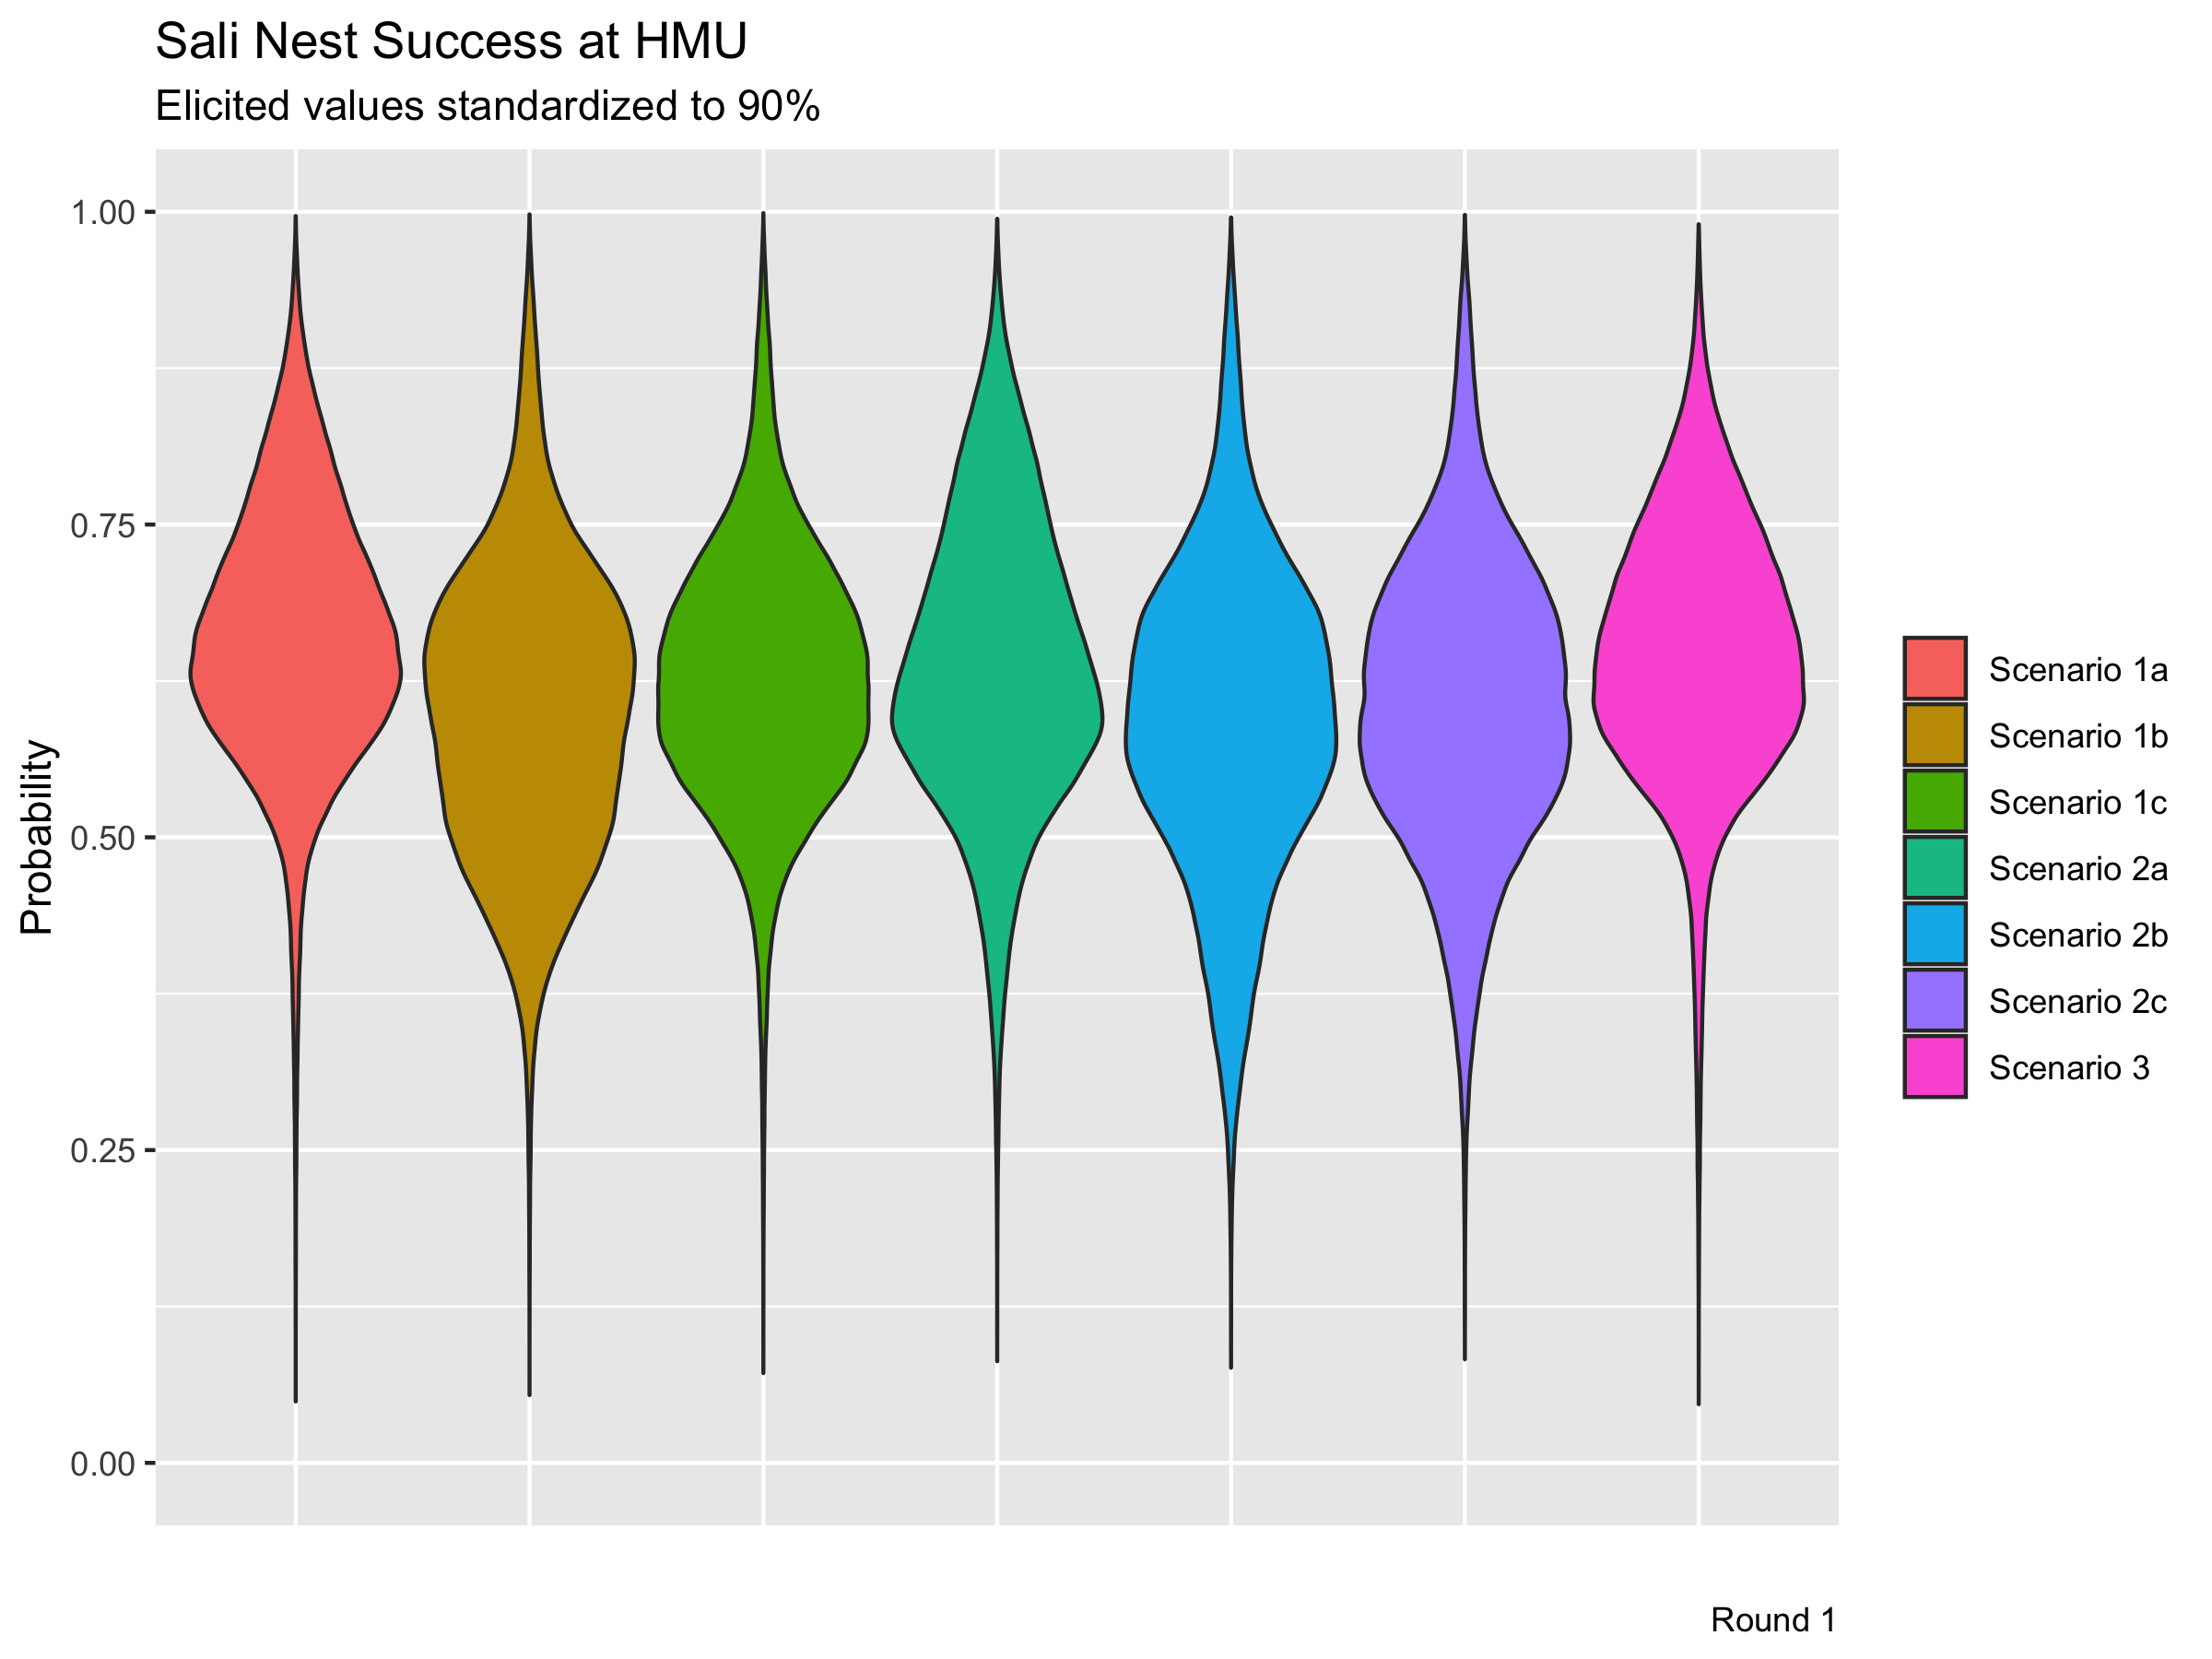 Sali Nest Success at HMU
Elicited values standardized to 90%
Probability
1.00
0.75
0.50
0.25
0.00
Scenario 1a
Scenario 1b
Scenario 1c
Scenario 2a
Scenario 2b
Scenario 2c
Scenario 3
Round 1